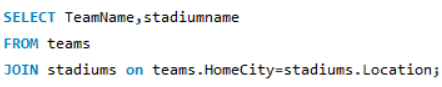 SELECT TeamName,stadiumname
FROM teams
JOIN stadiums on teams.HomeCity=stadiums.Location;